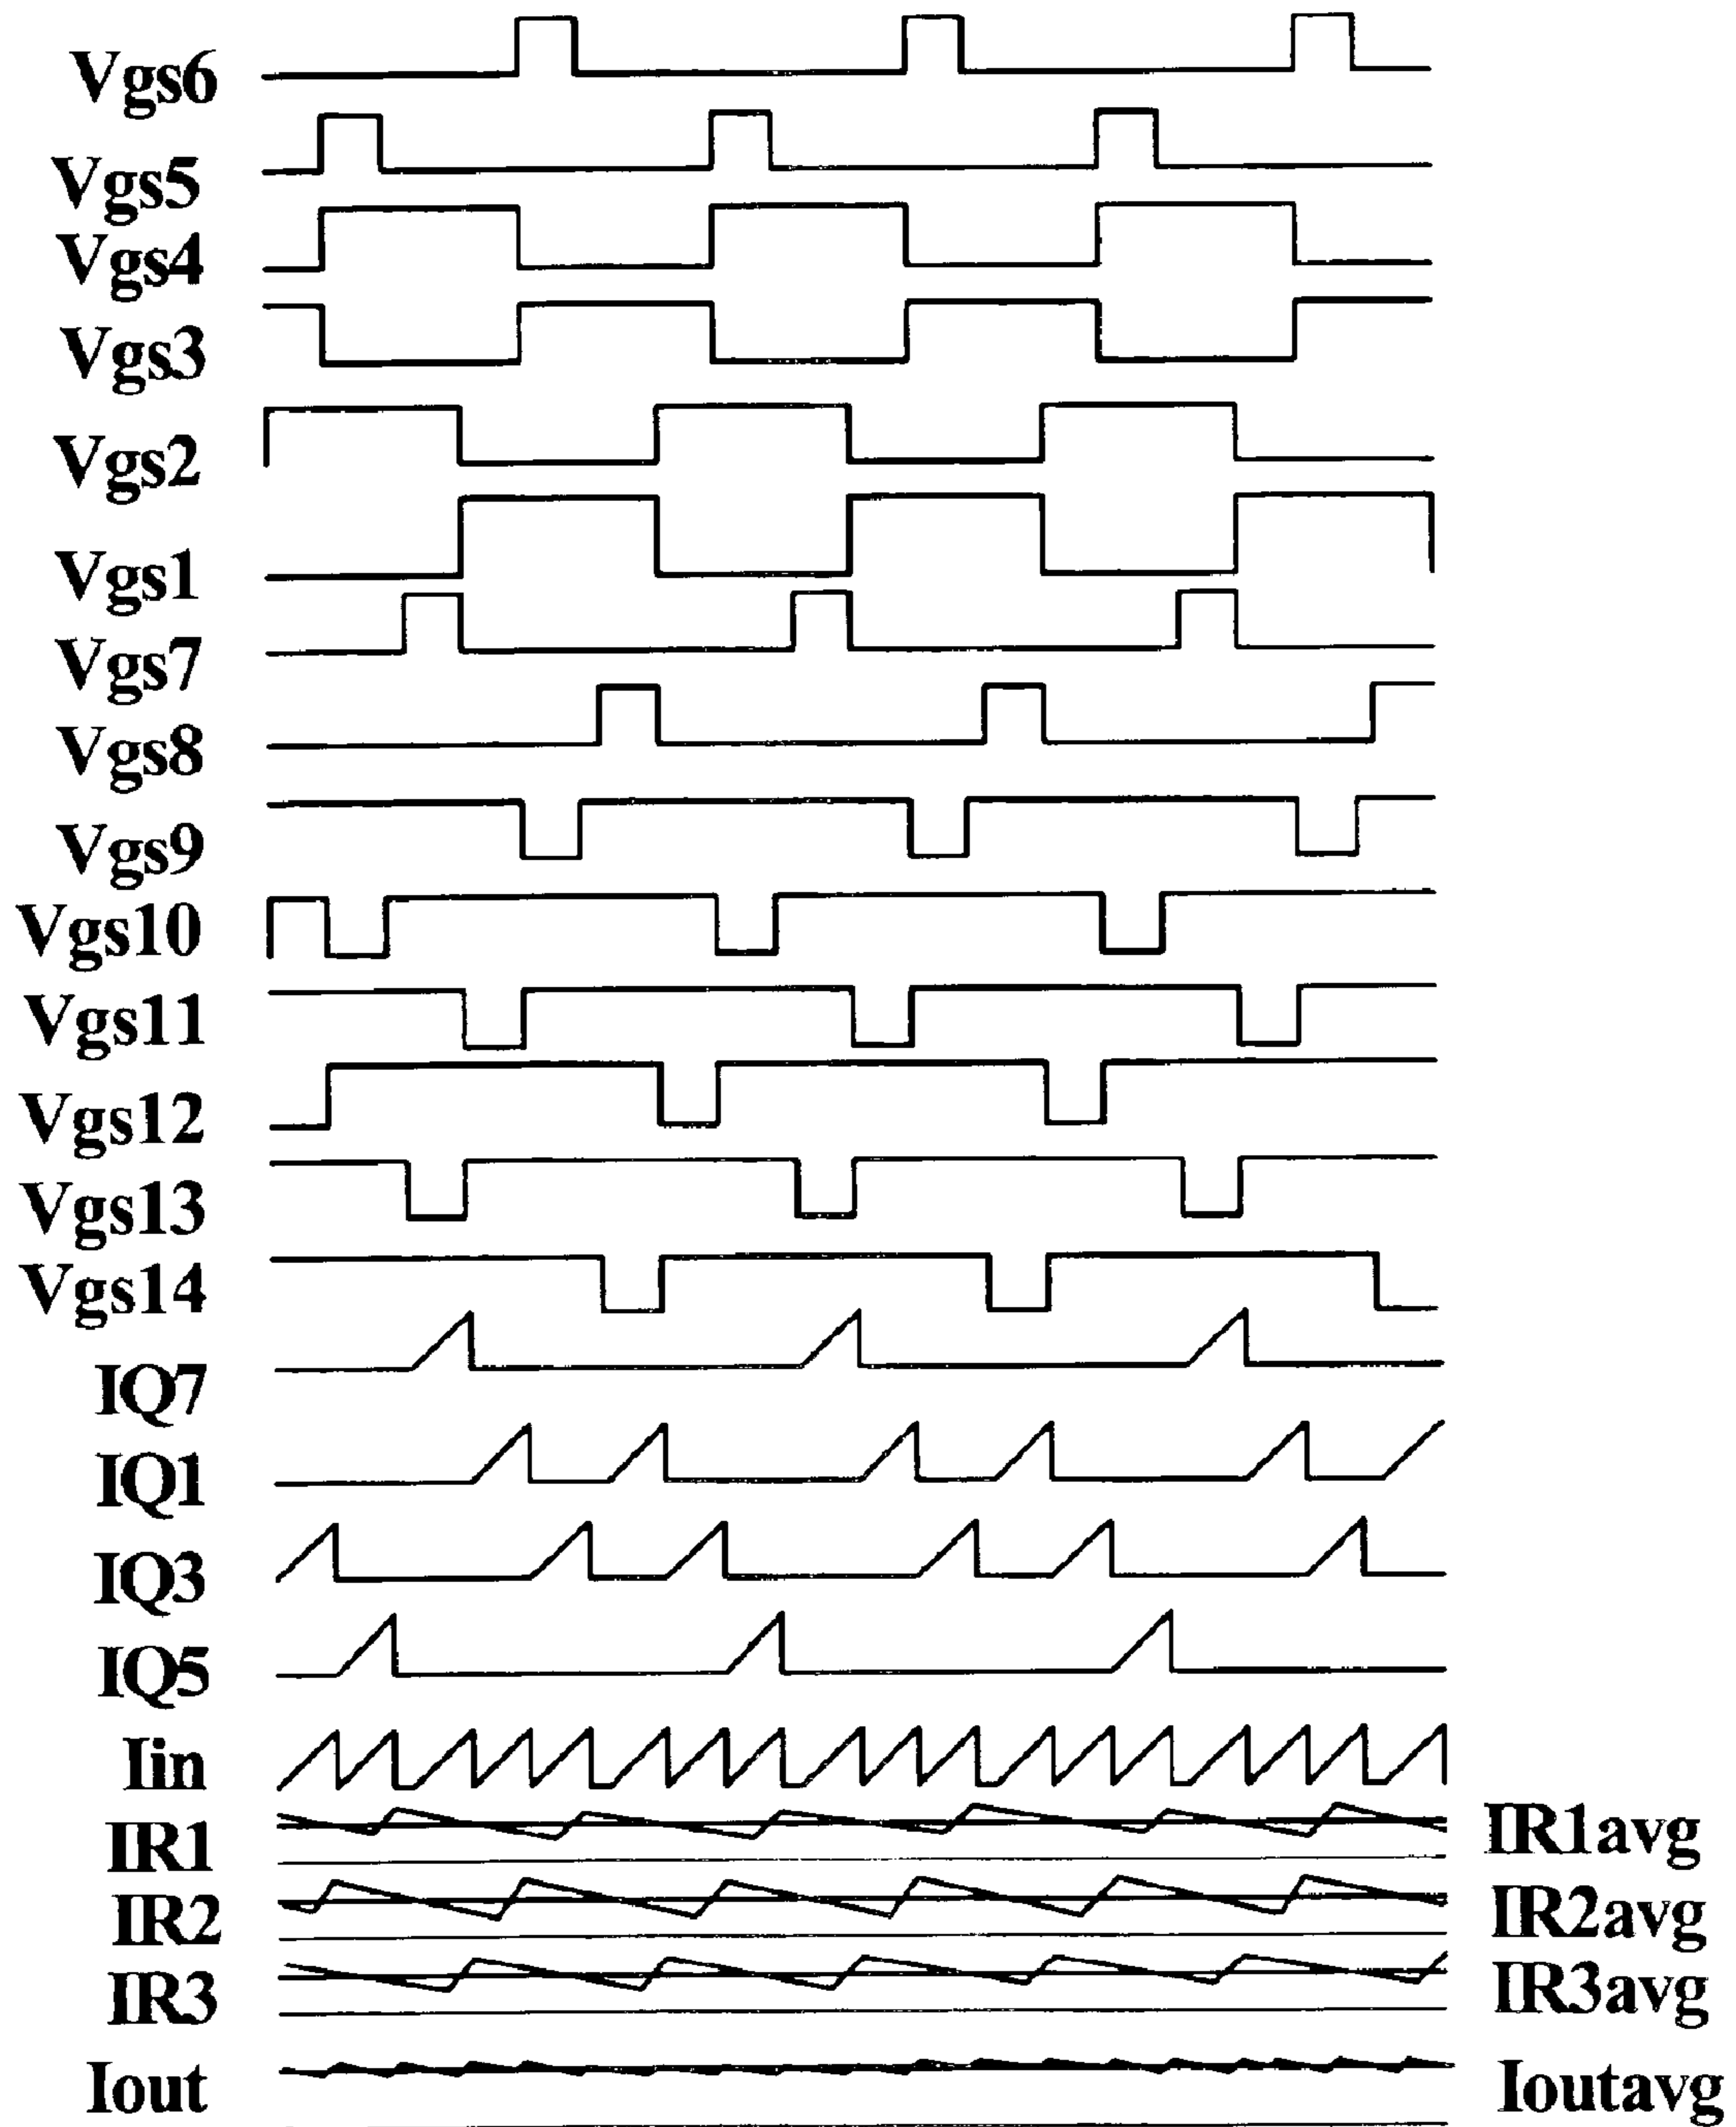 Vgs6
Vgs5
Vgs4
Vgs3
Vgs2
Vgs1
Vgs7
Vgs8
Vgs9
Vgs10
Vgs11
Vgs12
Vgs13
Vgs14
IQ7
IQ1
IQ3
IQ5
Iin
IR1 IR1avg
IR2 IR2avg
IR3 IR3avg
Iout Ioutavg